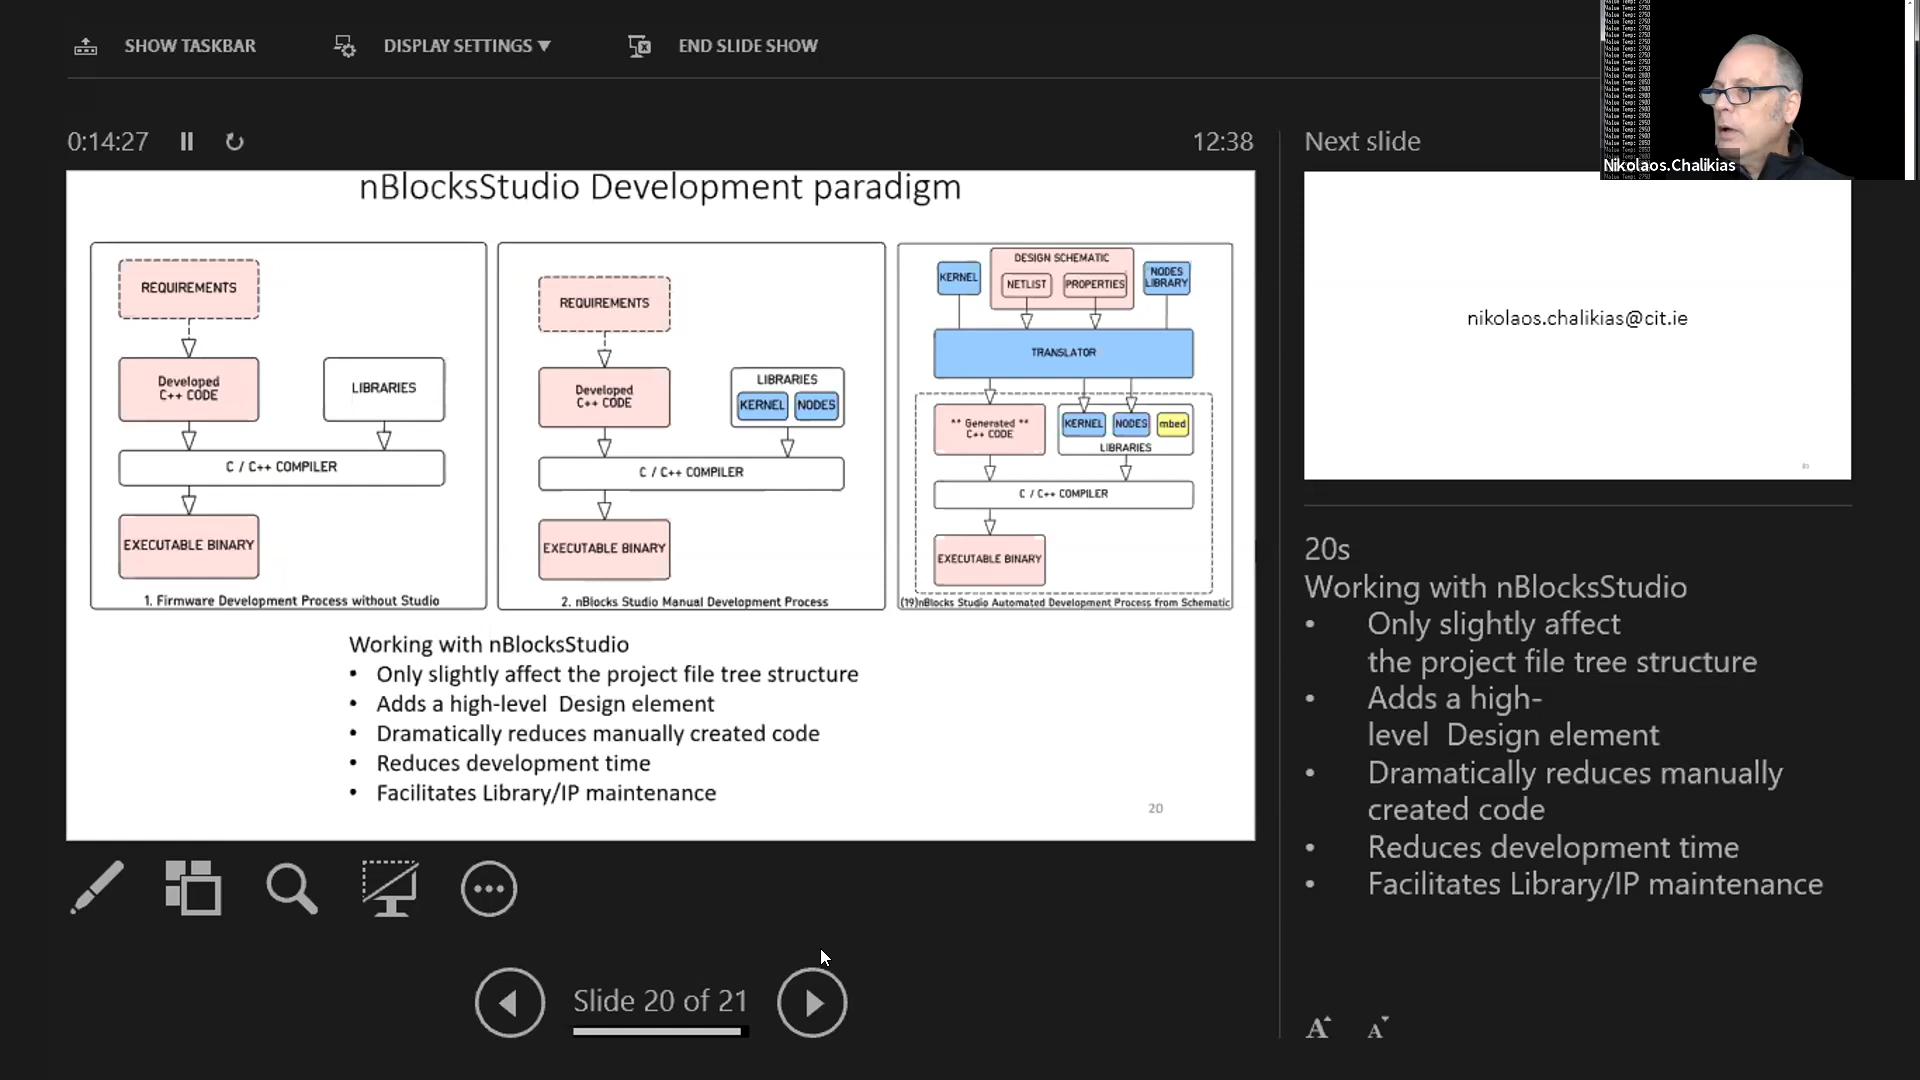 SHOW TASKBAR
DISPLAY SETTINGS ▼
END SLIDE SHOW
Nikolaos.Chalikias
0:14:27
12:38
Next slide
nBlocksStudio Development paradigm
REQUIREMENTS
Developed
C++ CODE
LIBRARIES
C / C++ COMPILER
EXECUTABLE BINARY
1. Firmware Development Process without Studio
REQUIREMENTS
Developed
C++ CODE
LIBRARIES
KERNEL NODES
C / C++ COMPILER
EXECUTABLE BINARY
2. nBlocks Studio Manual Development Process
KERNEL
DESIGN SCHEMATIC
NETLIST PROPERTIES
NODES
LIBRARY
TRANSLATOR
** Generated **
C++ CODE
KERNEL NODES mbed
LIBRARIES
C / C++ COMPILER
EXECUTABLE BINARY
(19)nBlocks Studio Automated Development Process from Schematic
Working with nBlocksStudio
• Only slightly affect the project file tree structure
• Adds a high-level  Design element
• Dramatically reduces manually created code
• Reduces development time
• Facilitates Library/IP maintenance
20
nikolaos.chalikias@cit.ie
20s
Working with nBlocksStudio
• Only slightly affect
the project file tree structure
• Adds a high-
level  Design element
• Dramatically reduces manually
created code
• Reduces development time
• Facilitates Library/IP maintenance
Slide 20 of 21
A A